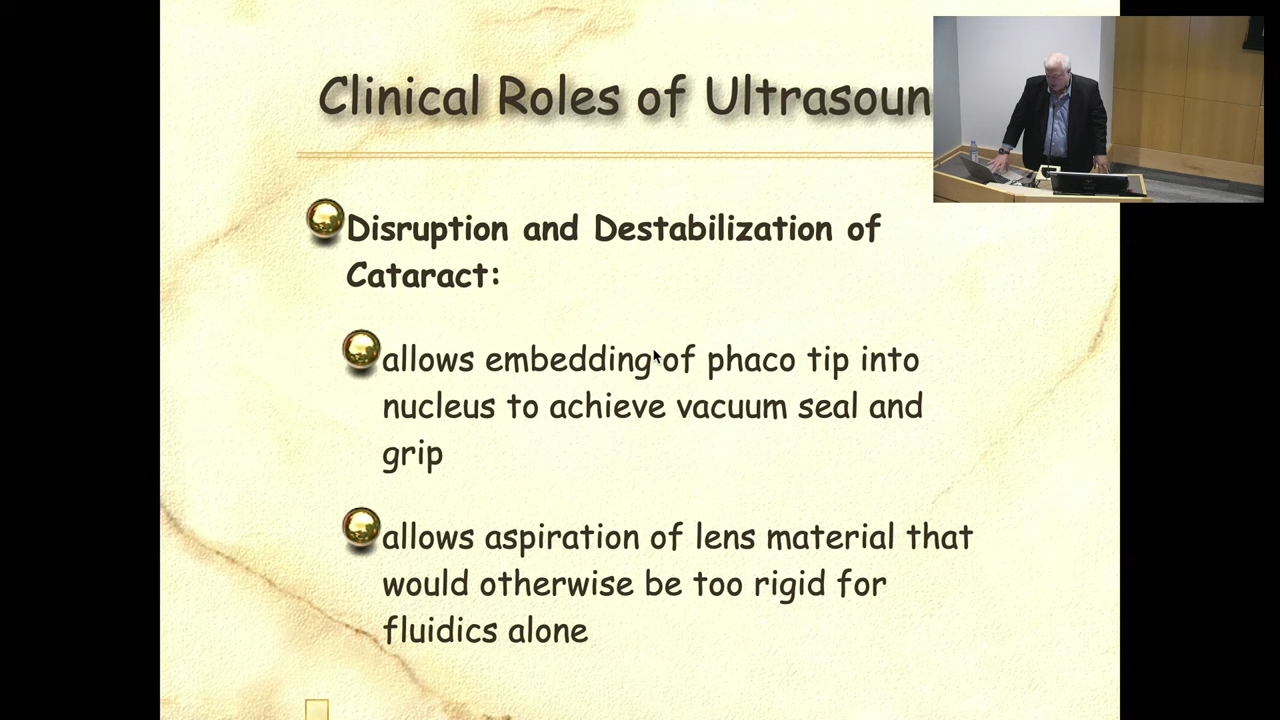 Clinical Roles of Ultrasoun
Disruption and Destabilization of
Cataract:
allows embedding of phaco tip into
nucleus to achieve vacuum seal and
grip
allows aspiration of lens material that
would otherwise be too rigid for
fluidics alone